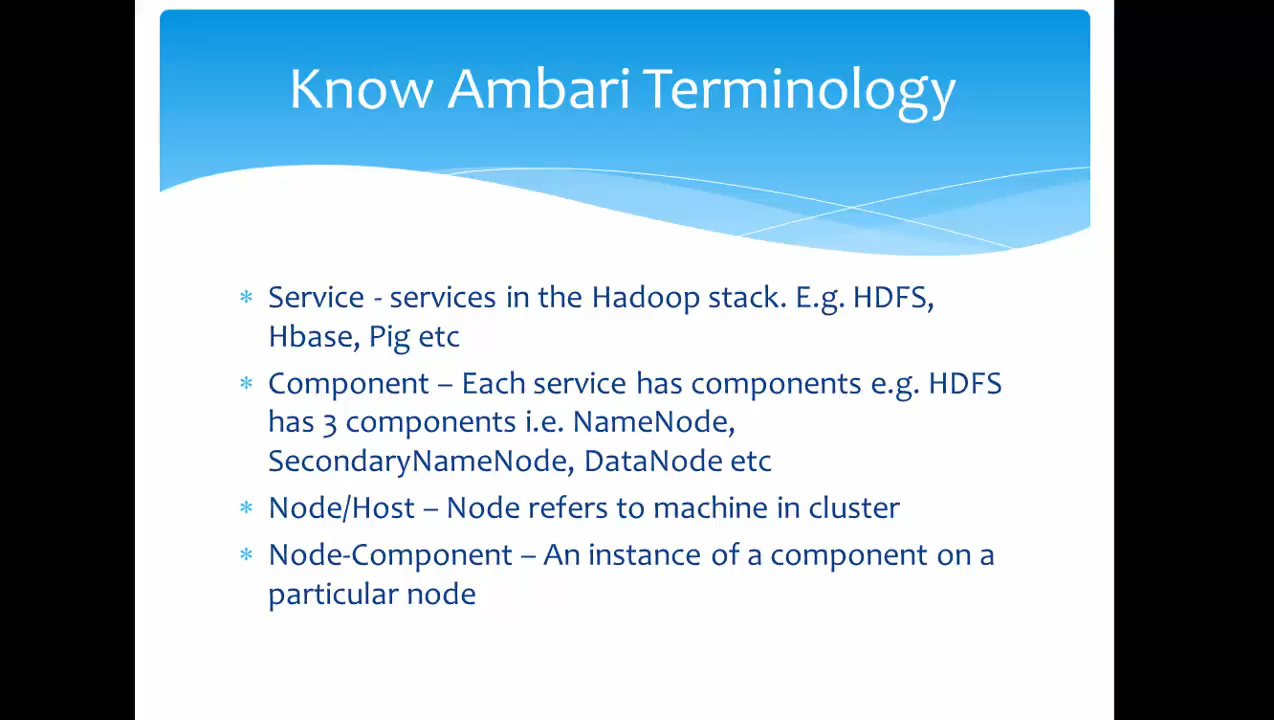 Know Ambari Terminology
* Service - services in the Hadoop stack. E.g. HDFS,
Hbase, Pig etc
* Component – Each service has components e.g. HDFS
has 3 components i.e. NameNode,
SecondaryNameNode, DataNode etc
* Node/Host – Node refers to machine in cluster
* Node-Component – An instance of a component on a
particular node